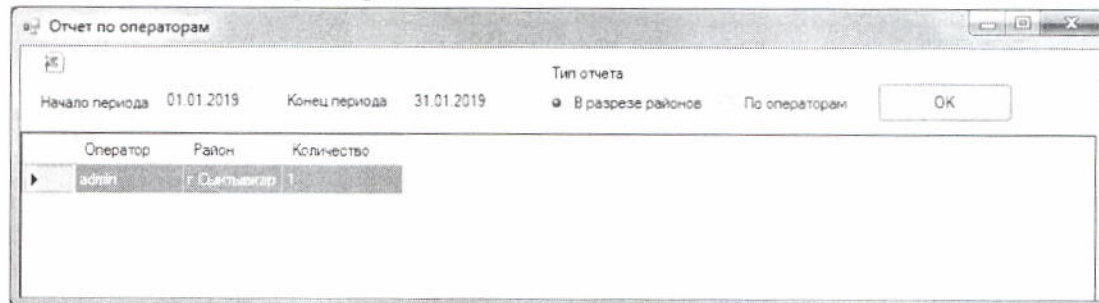 Отчет по операторам
Тип отчета
Начало периода 01.01.2019 Конец периода 31.01.2019 В разрезе районов По операторам OK
Оператор Район Количество
admin г Сыктывкар 1